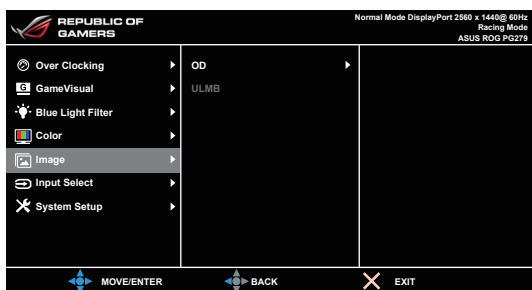 REPUBLIC OF
GAMERS
Normal Mode DisplayPort 2560 x 1440@ 60Hz
Racing Mode
ASUS ROG PG279
Over Clocking
OD
G GameVisual
ULMB
Blue Light Filter
Color
Image
Input Select
System Setup
MOVE/ENTER
BACK
EXIT